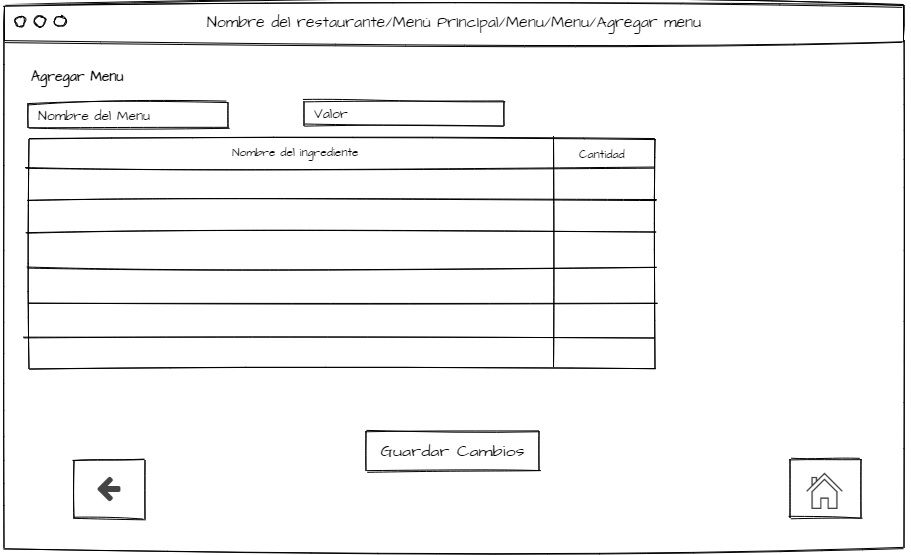 Nombre del restaurante/Menú Principal/Menu/Menu/Agregar menu
Agregar Menu
Nombre del Menu
Valor
Nombre del ingrediente
Cantidad
Guardar Cambios